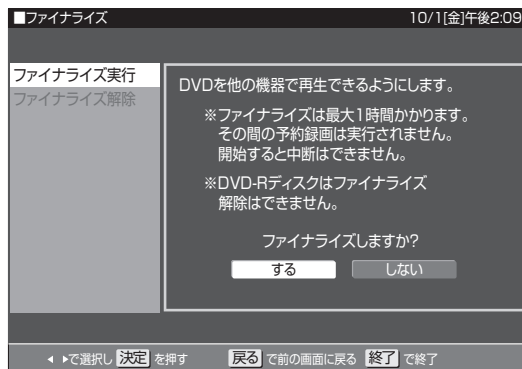 ■ファイナライズ 10/1[金]午後2:09
ファイナライズ実行
ファイナライズ解除
DVDを他の機器で再生できるようにします。
※ファイナライズは最大1時間かかります。
その間の予約録画は実行されません。
開始すると中断はできません。
※DVD-Rディスクはファイナライズ
解除はできません。
ファイナライズしますか?
する しない
◀ ▶で選択し 決定 を押す 戻る で前の画面に戻る 終了 で終了